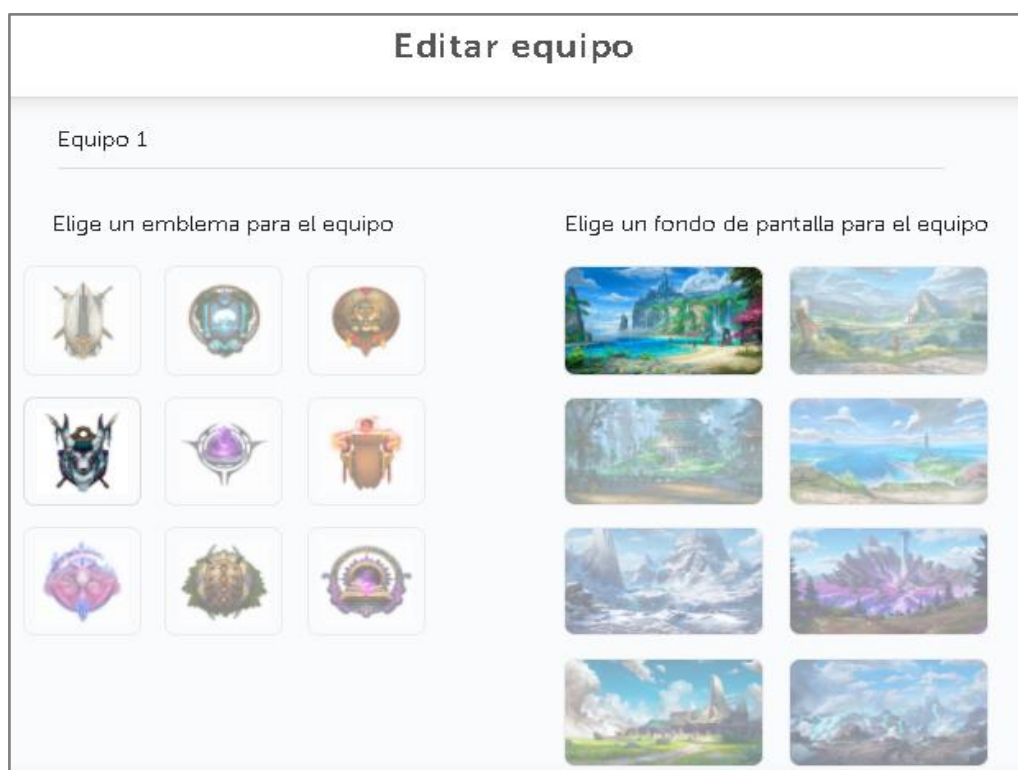 Editar equipo
Equipo 1
Elige un emblema para el equipo
Elige un fondo de pantalla para el equipo